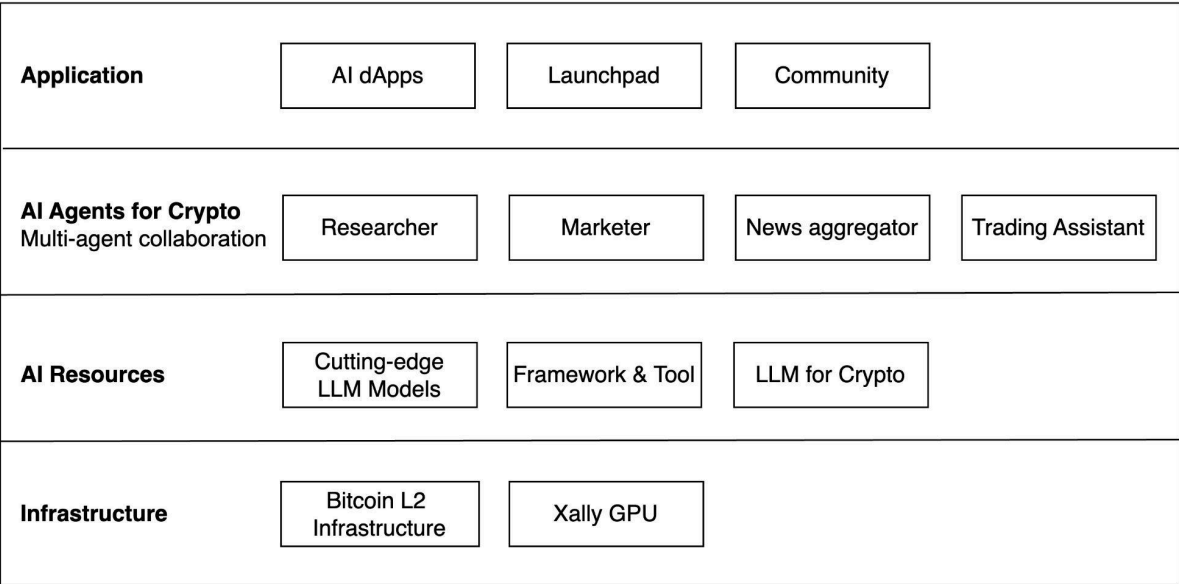 Application
AI dApps
Launchpad
Community
AI Agents for Crypto
Multi-agent collaboration
Researcher
Marketer
News aggregator
Trading Assistant
AI Resources
Cutting-edge
LLM Models
Framework & Tool
LLM for Crypto
Infrastructure
Bitcoin L2
Infrastructure
Xally GPU